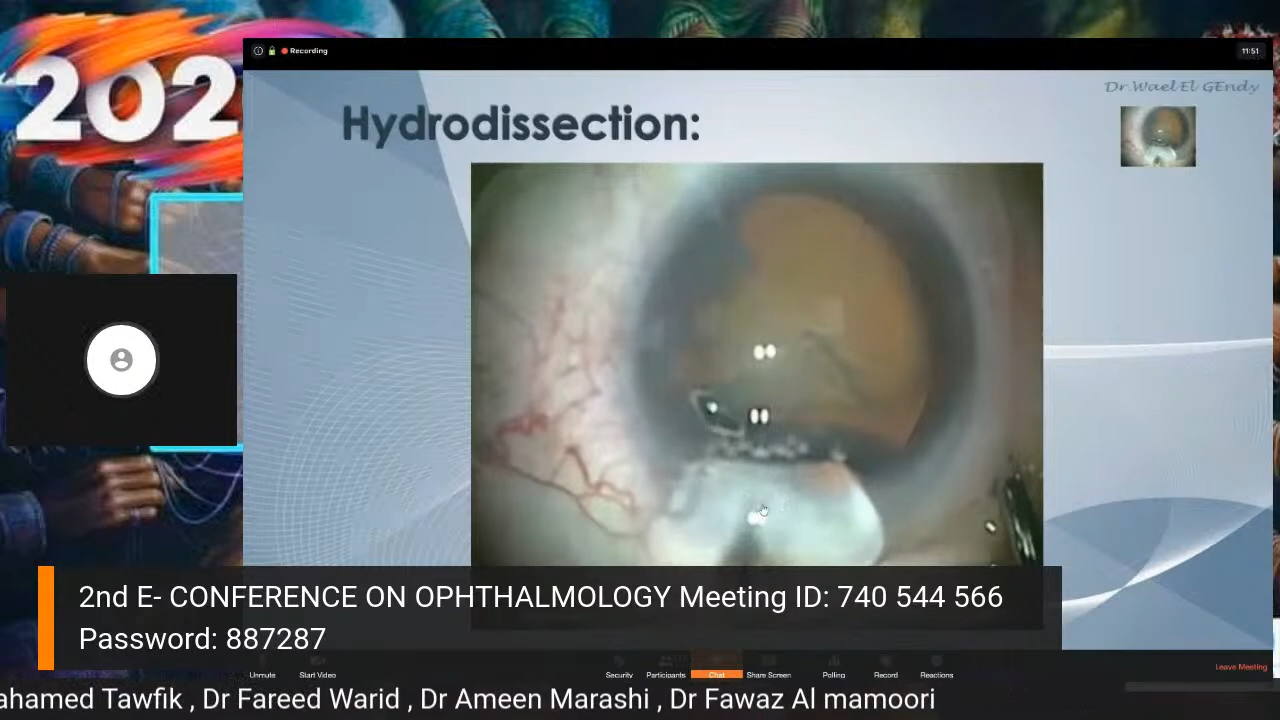 202
Recording
11:51
Dr.Wael El GEndy
Hydrodissection:
2nd E- CONFERENCE ON OPHTHALMOLOGY Meeting ID: 740 544 566
Password: 887287
Leave Meeting
Unmute Start Video Security Participants Chat Share Screen Polling Record Reactions
ahamed Tawfik , Dr Fareed Warid , Dr Ameen Marashi , Dr Fawaz Al mamoori